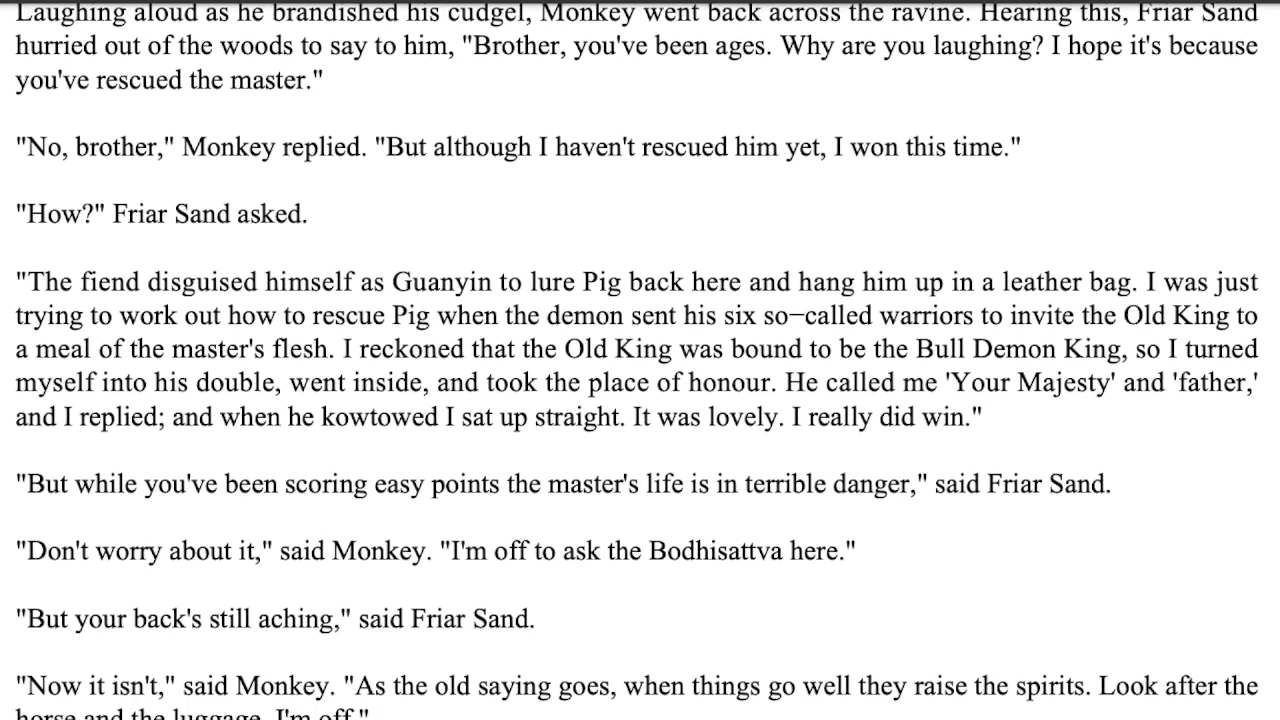 Laughing aloud as he brandished his cudgel, Monkey went back across the ravine. Hearing this, Friar Sand
hurried out of the woods to say to him, "Brother, you've been ages. Why are you laughing? I hope it's because
you've rescued the master."
"No, brother," Monkey replied. "But although I haven't rescued him yet, I won this time."
"How?" Friar Sand asked.
"The fiend disguised himself as Guanyin to lure Pig back here and hang him up in a leather bag. I was just
trying to work out how to rescue Pig when the demon sent his six so−called warriors to invite the Old King to
a meal of the master's flesh. I reckoned that the Old King was bound to be the Bull Demon King, so I turned
myself into his double, went inside, and took the place of honour. He called me 'Your Majesty' and 'father,'
and I replied; and when he kowtowed I sat up straight. It was lovely. I really did win."
"But while you've been scoring easy points the master's life is in terrible danger," said Friar Sand.
"Don't worry about it," said Monkey. "I'm off to ask the Bodhisattva here."
"But your back's still aching," said Friar Sand.
"Now it isn't," said Monkey. "As the old saying goes, when things go well they raise the spirits. Look after the
horse and the luggage. I'm off."